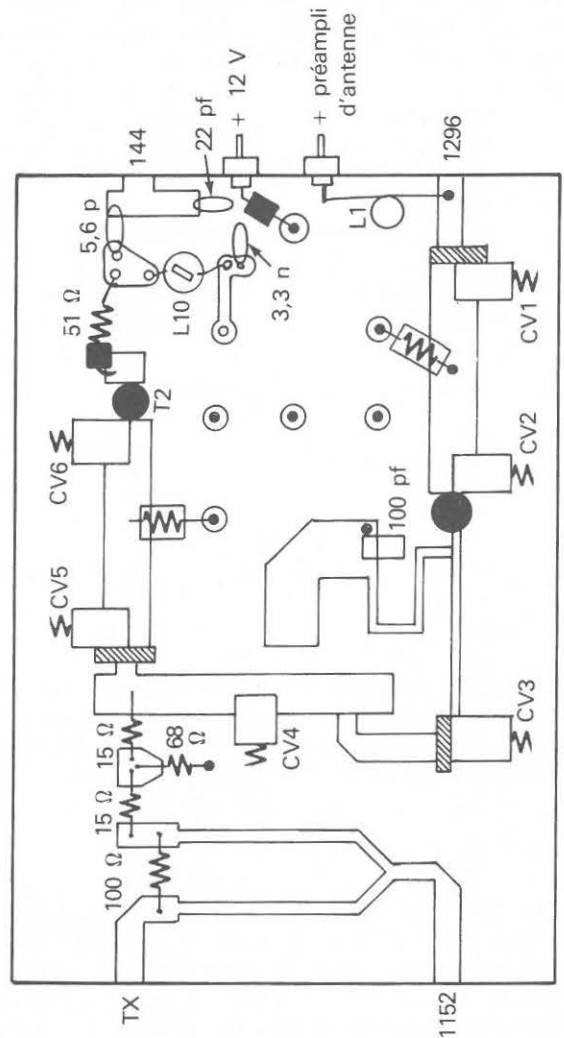 144
22 pf
+ 12 V
+ préampli
d'antenne
1296
5,6 p
51 Ω
L10
3,3 n
L1
T2
CV6
CV5
CV1
CV2
100 pf
15 Ω
68
Ω
CV4
CV3
15 Ω
100 Ω
TX
1152